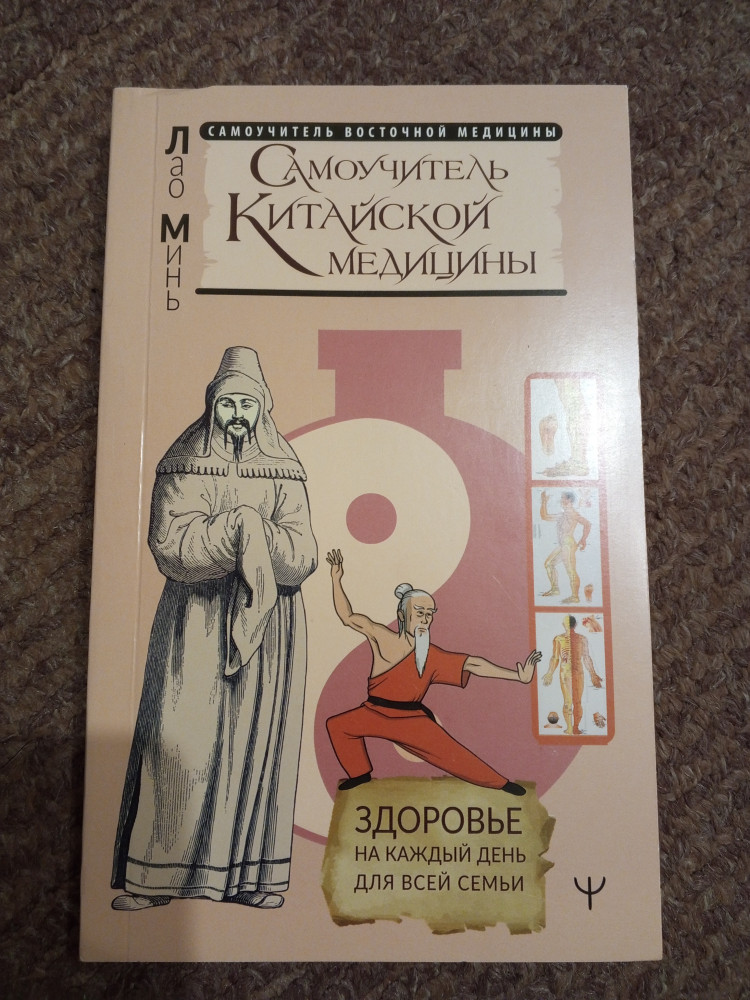 Лао Минь
САМОУЧИТЕЛЬ ВОСТОЧНОЙ МЕДИЦИНЫ
САМОУЧИТЕЛЬ
КИТАЙСКОЙ
МЕДИЦИНЫ
ЗДОРОВЬЕ
НА КАЖДЫЙ ДЕНЬ
ДЛЯ ВСЕЙ СЕМЬИ